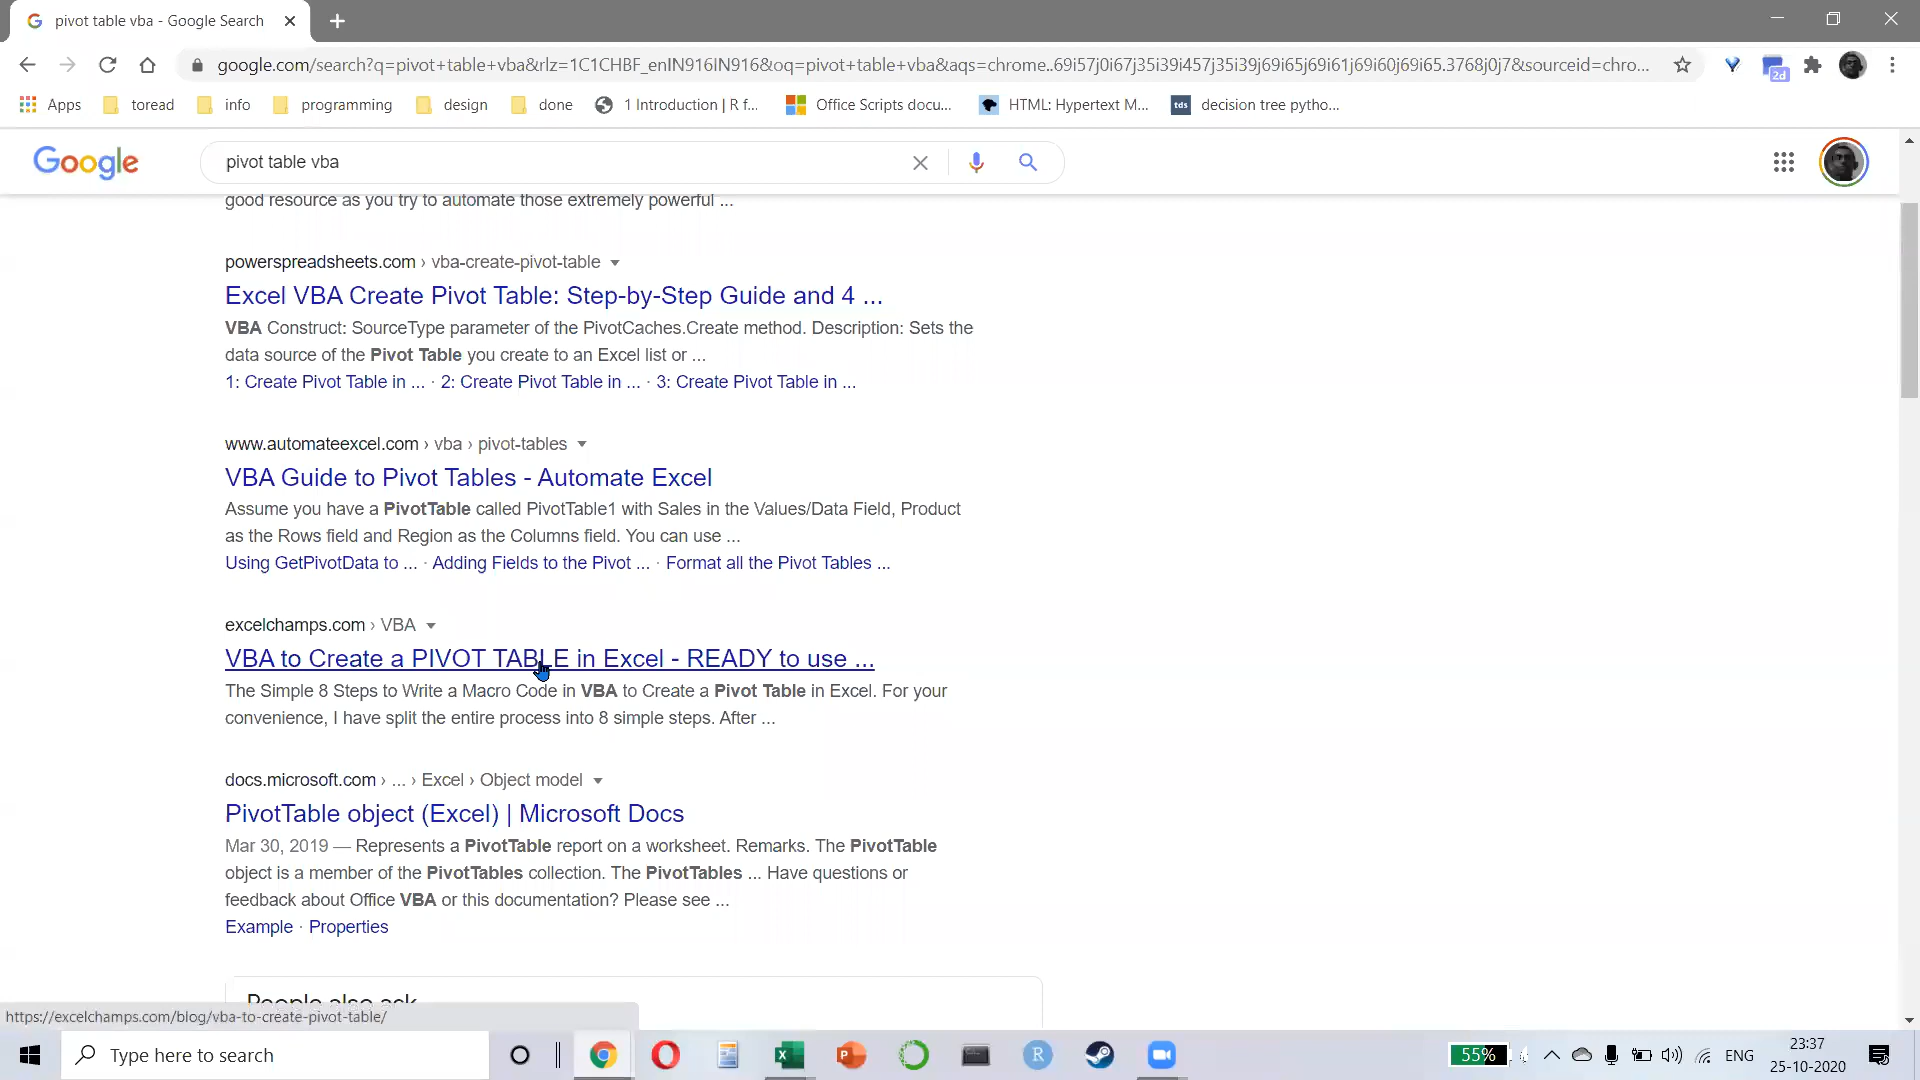 pivot table vba - Google Search
google.com/search?q=pivot+table+vba&rlz=1C1CHBF_enIN916IN916&oq=pivot+table+vba&aqs=chrome..69i57j0i67j35i39i457j35i39j69i65j69i61j69i60j69i65.3768j0j7&sourceid=chro...
2d
Apps toread info programming design done 1 Introduction | R f... Office Scripts docu... HTML: Hypertext M... tds decision tree pytho...
Google pivot table vba
good resource as you try to automate those extremely powerful ...
powerspreadsheets.com › vba-create-pivot-table
Excel VBA Create Pivot Table: Step-by-Step Guide and 4 ...
VBA Construct: SourceType parameter of the PivotCaches.Create method. Description: Sets the
data source of the Pivot Table you create to an Excel list or ...
1: Create Pivot Table in ... · 2: Create Pivot Table in ... · 3: Create Pivot Table in ...
www.automateexcel.com › vba › pivot-tables
VBA Guide to Pivot Tables - Automate Excel
Assume you have a PivotTable called PivotTable1 with Sales in the Values/Data Field, Product
as the Rows field and Region as the Columns field. You can use ...
Using GetPivotData to ... · Adding Fields to the Pivot ... · Format all the Pivot Tables ...
excelchamps.com › VBA
VBA to Create a PIVOT TABLE in Excel - READY to use ...
The Simple 8 Steps to Write a Macro Code in VBA to Create a Pivot Table in Excel. For your
convenience, I have split the entire process into 8 simple steps. After ...
docs.microsoft.com › ... › Excel › Object model
PivotTable object (Excel) | Microsoft Docs
Mar 30, 2019 — Represents a PivotTable report on a worksheet. Remarks. The PivotTable
object is a member of the PivotTables collection. The PivotTables ... Have questions or
feedback about Office VBA or this documentation? Please see ...
Example · Properties
People also ask
https://excelchamps.com/blog/vba-to-create-pivot-table/
Type here to search
R
55%
ENG
23:37
25-10-2020